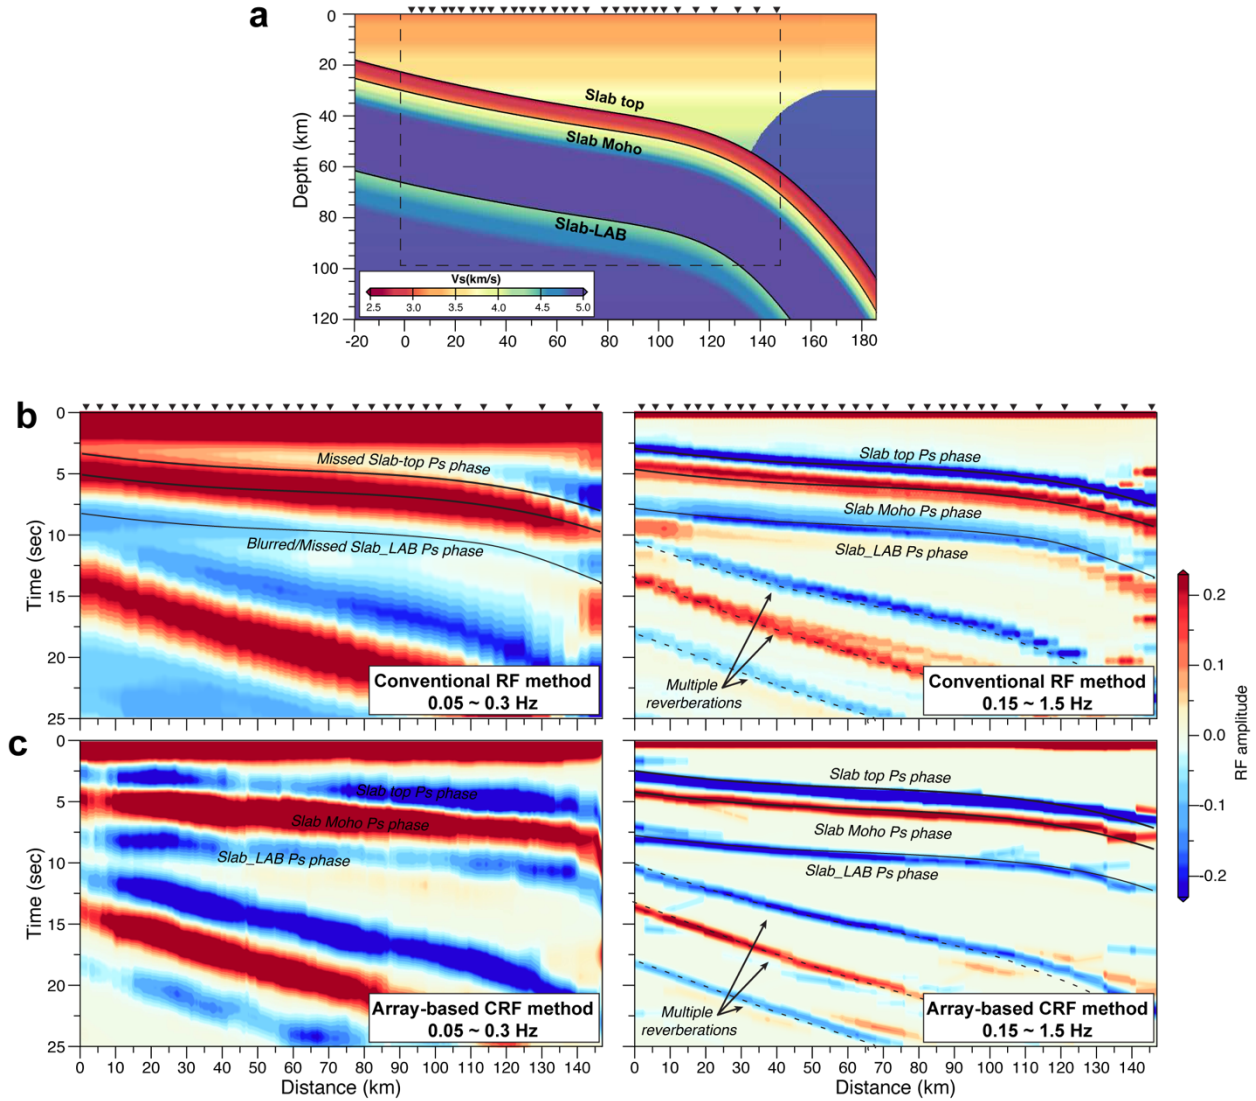 a
0
20
40
60
80
100
120
Depth (km)
Slab top
Slab Moho
Slab-LAB
Vs(km/s)
2.5 3.0 3.5 4.0 4.5 5.0
-20 0 20 40 60 80 100 120 140 160 180
b
0
5
10
15
20
25
Time (sec)
Missed Slab-top Ps phase
Blurred/Missed Slab_LAB Ps phase
Conventional RF method
0.05 ~ 0.3 Hz
Slab top Ps phase
Slab Moho Ps phase
Slab_LAB Ps phase
Multiple
reverberations
Conventional RF method
0.15 ~ 1.5 Hz
c
0
5
10
15
20
25
Time (sec)
Slab top Ps phase
Slab Moho Ps phase
Slab_LAB Ps phase
Array-based CRF method
0.05 ~ 0.3 Hz
0 10 20 30 40 50 60 70 80 90 100 110 120 130 140
Distance (km)
Slab top Ps phase
Slab Moho Ps phase
Slab_LAB Ps phase
Multiple
reverberations
Array-based CRF method
0.15 ~ 1.5 Hz
0 10 20 30 40 50 60 70 80 90 100 110 120 130 140
Distance (km)
0.2
0.1
0.0
-0.1
-0.2
RF amplitude